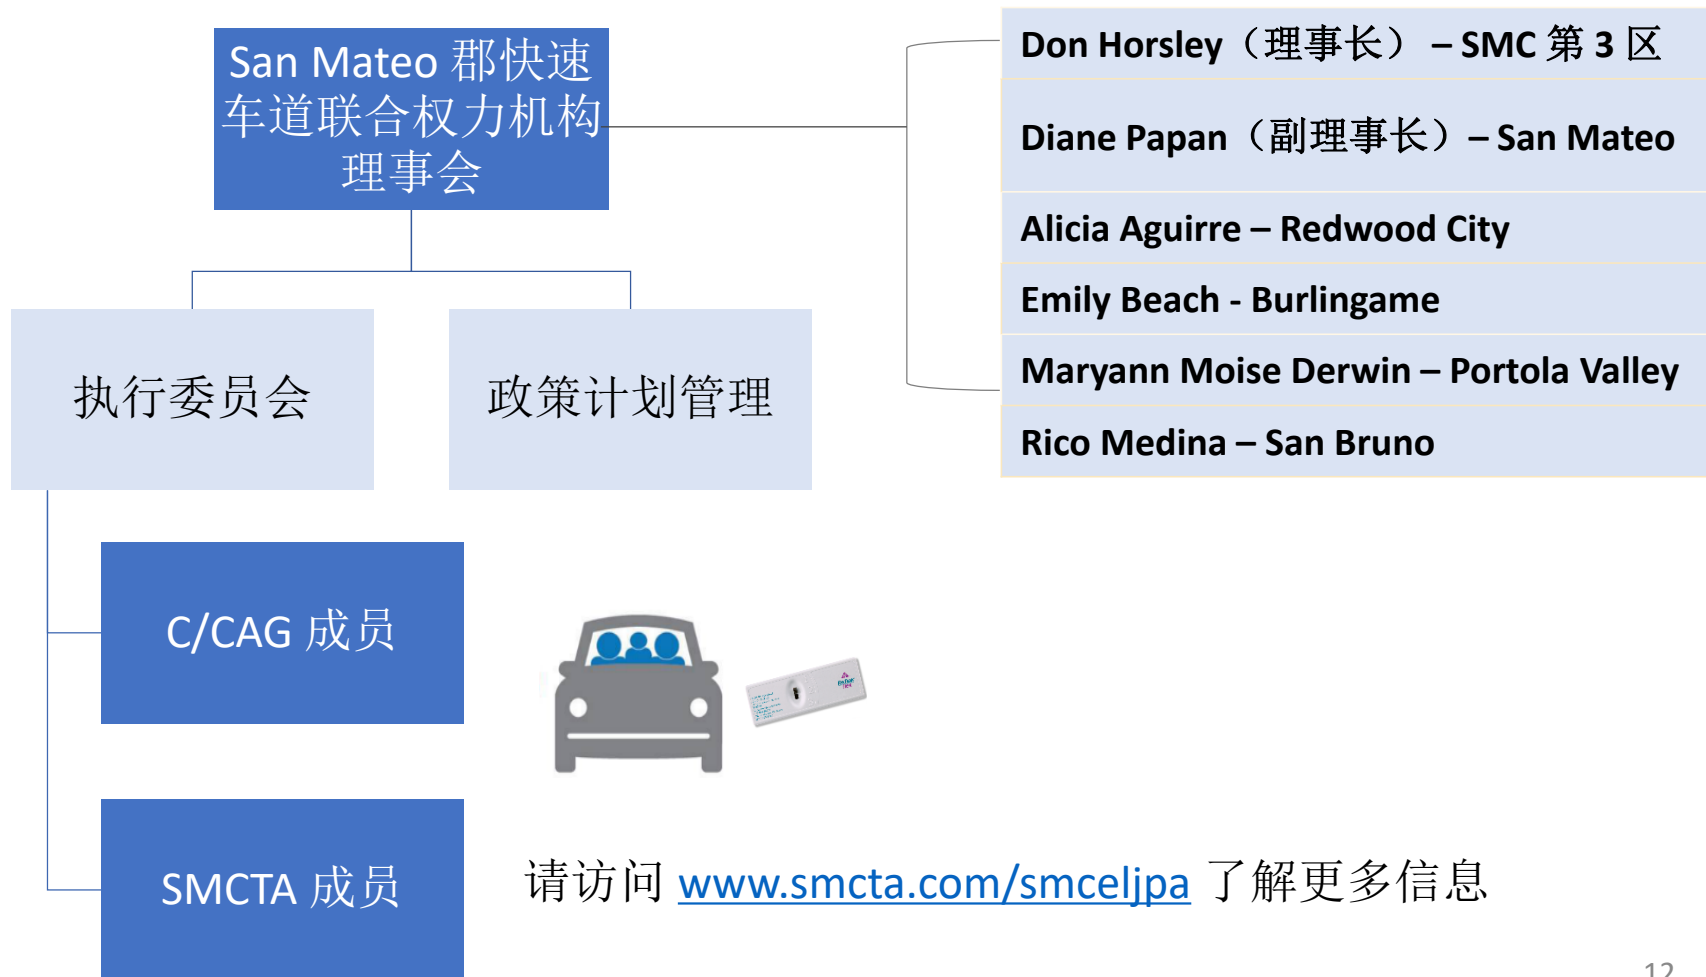 San Mateo 郡快速
车道联合权力机构
理事会
Don Horsley（理事长） – SMC 第 3 区
Diane Papan（副理事长）– San Mateo
Alicia Aguirre – Redwood City
Emily Beach - Burlingame
Maryann Moise Derwin – Portola Valley
Rico Medina – San Bruno
执行委员会
政策计划管理
C/CAG 成员
SMCTA 成员
请访问 www.smcta.com/smceljpa 了解更多信息
12